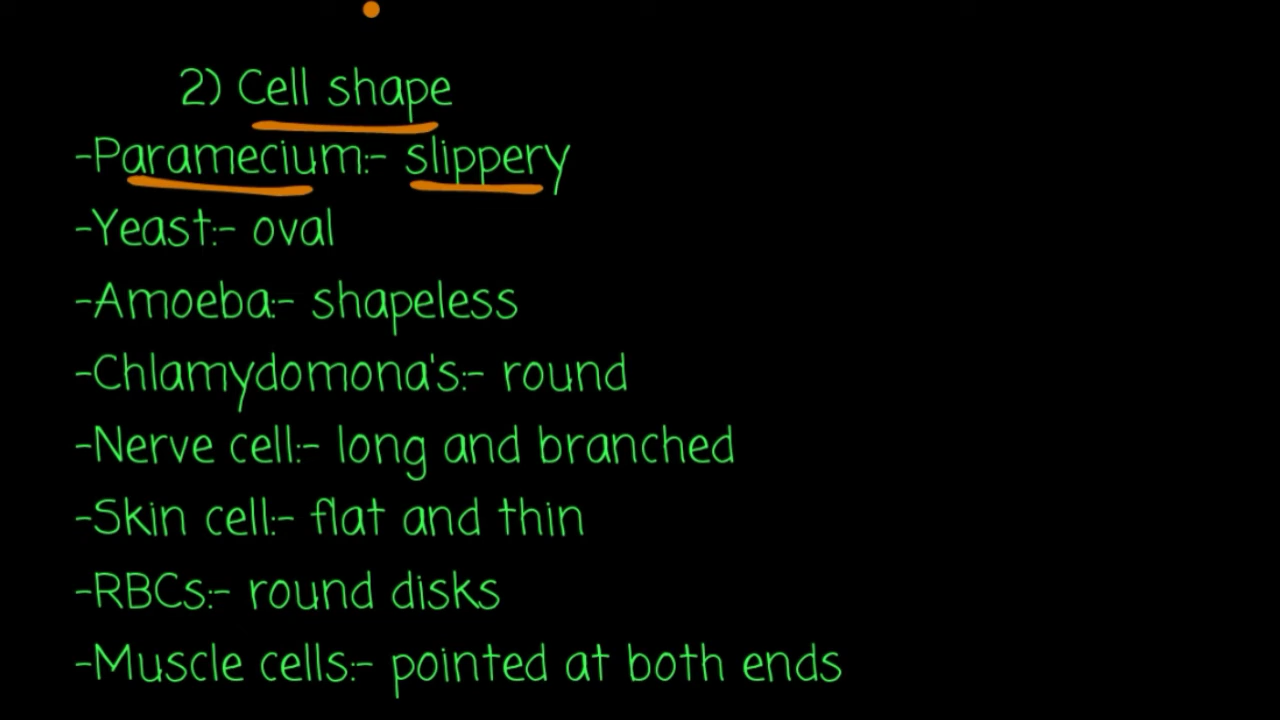 2) Cell shape
-Paramecium:- slippery
-Yeast:- oval
-Amoeba:- shapeless
-Chlamydomona's:- round
-Nerve cell:- long and branched
-Skin cell:- flat and thin
-RBCs:- round disks
-Muscle cells:- pointed at both ends